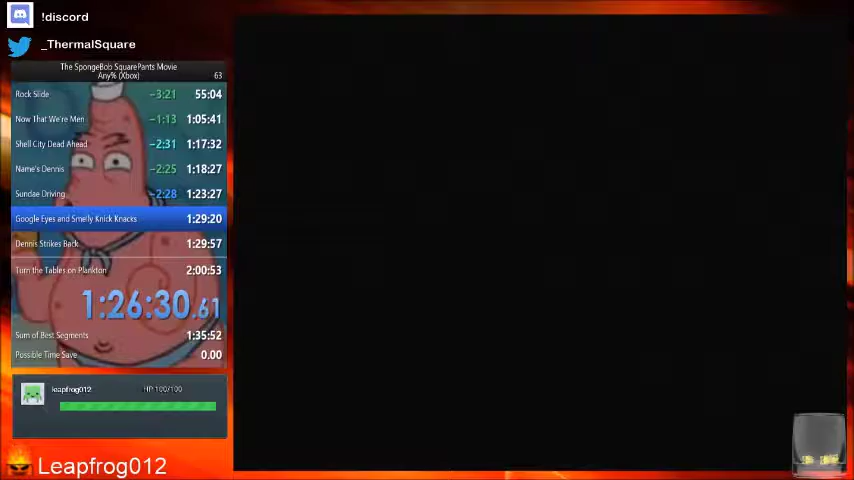 !discord
_ThermalSquare
The SpongeBob SquarePants Movie
Any% (Xbox) 63
Rock Slide -3:21 55:04
Now That We're Men -1:13 1:05:41
Shell City Dead Ahead -2:31 1:17:32
Name's Dennis -2:25 1:18:27
Sundae Driving -2:28 1:23:27
Google Eyes and Smelly Knick Knacks 1:29:20
Dennis Strikes Back 1:29:57
Turn the Tables on Plankton 2:00:53
1:26:30.61
Sum of Best Segments 1:35:52
Possible Time Save 0.00
leapfrog012 HP 100/100
Leapfrog012